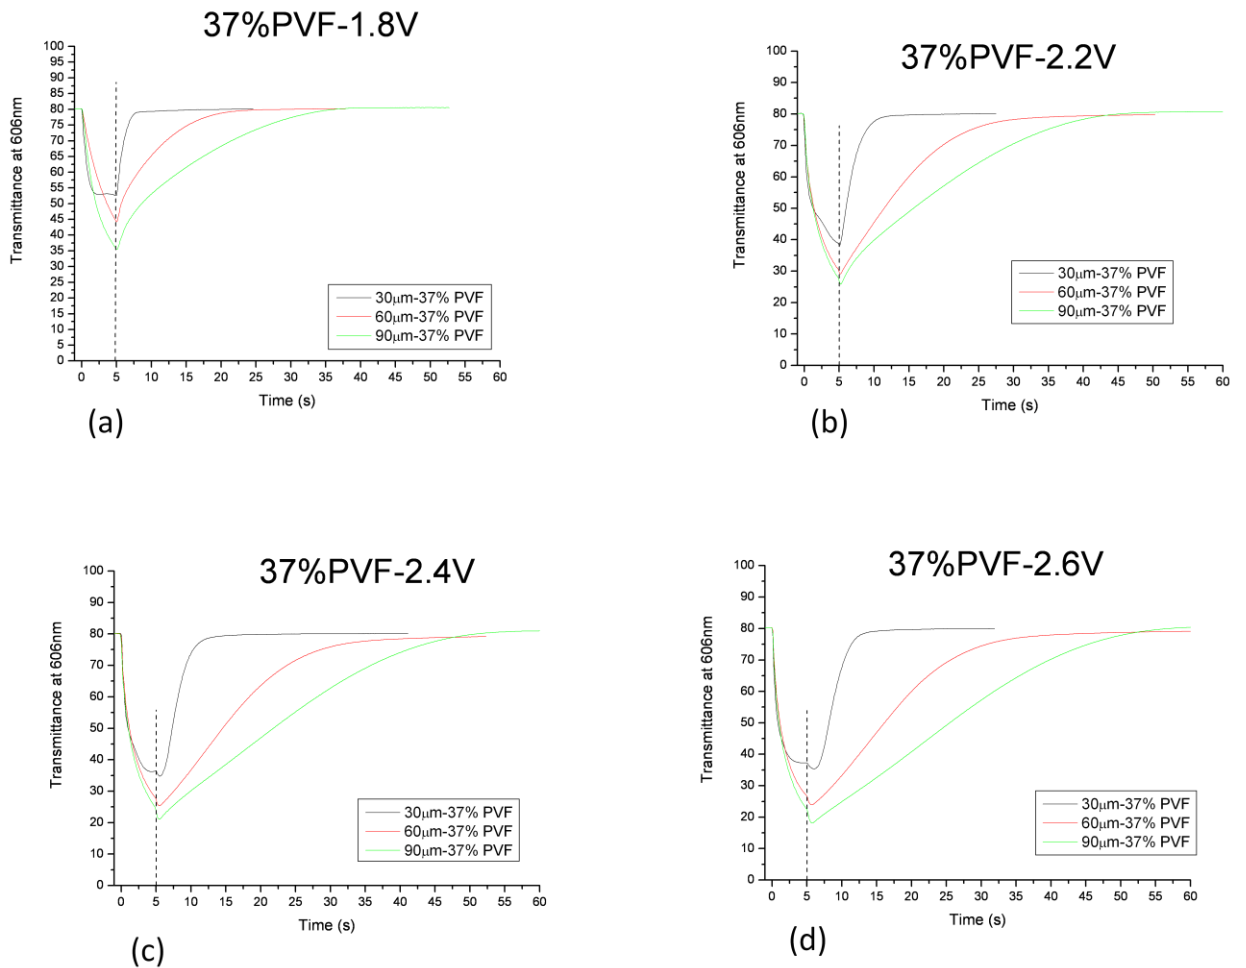 37%PVF-1.8V
100
95
90
85
80
75
70
65
60
55
50
45
40
35
30
25
20
15
10
5
0
Transmittance at 606nm
30μm-37% PVF
60μm-37% PVF
90μm-37% PVF
0 5 10 15 20 25 30 35 40 45 50 55 60
Time (s)
(a)
37%PVF-2.2V
100
90
80
70
60
50
40
30
20
10
0
Transmittance at 606nm
30μm-37% PVF
60μm-37% PVF
90μm-37% PVF
0 5 10 15 20 25 30 35 40 45 50 55 60
Time (s)
(b)
37%PVF-2.4V
100
90
80
70
60
50
40
30
20
10
0
Transmittance at 606nm
30μm-37% PVF
60μm-37% PVF
90μm-37% PVF
0 5 10 15 20 25 30 35 40 45 50 55 60
Time (s)
(c)
37%PVF-2.6V
100
90
80
70
60
50
40
30
20
10
0
Transmittance at 606nm
30μm-37% PVF
60μm-37% PVF
90μm-37% PVF
0 5 10 15 20 25 30 35 40 45 50 55 60
Time (s)
(d)